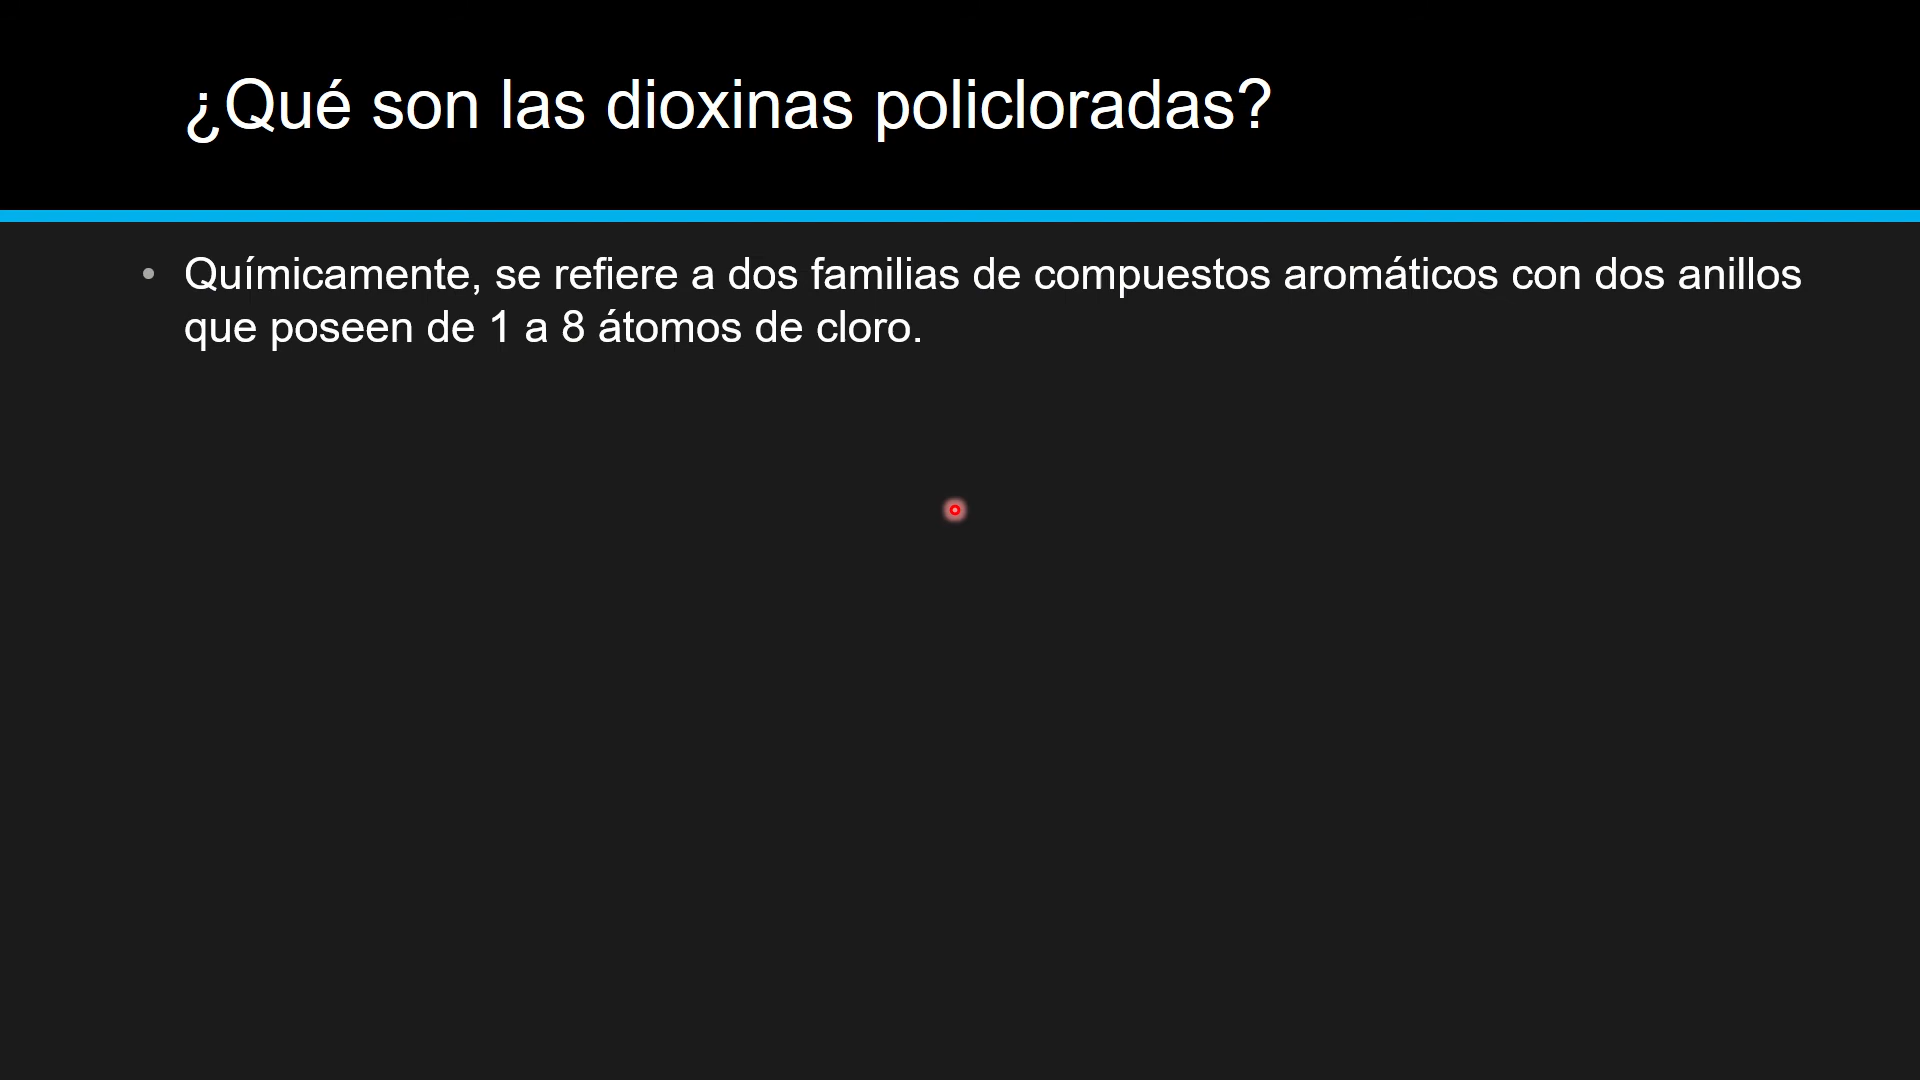 ¿Qué son las dioxinas policloradas?
• Químicamente, se refiere a dos familias de compuestos aromáticos con dos anillos
que poseen de 1 a 8 átomos de cloro.